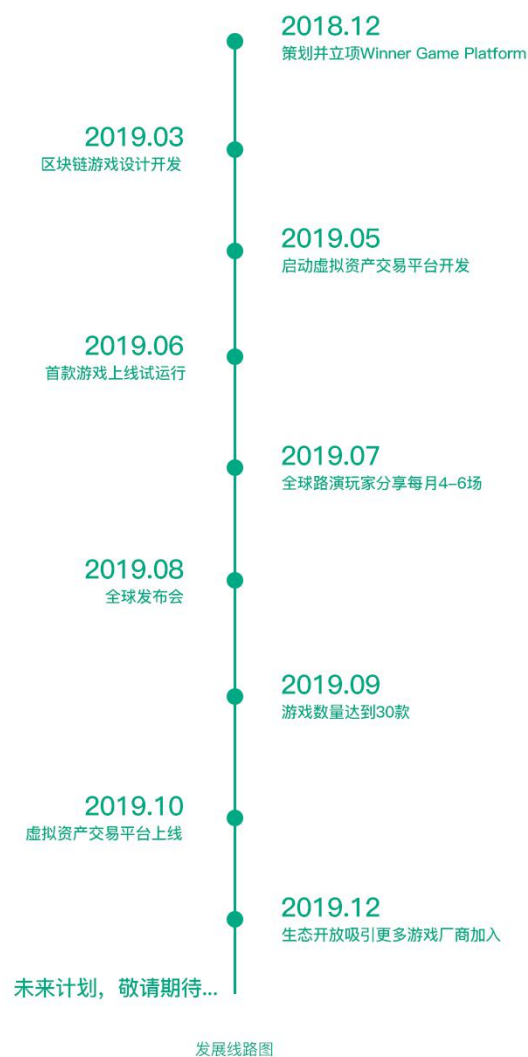 2018.12
策划并立项Winner Game Platform
2019.03
区块链游戏设计开发
2019.05
启动虚拟资产交易平台开发
2019.06
首款游戏上线试运行
2019.07
全球路演玩家分享每月4-6场
2019.08
全球发布会
2019.09
游戏数量达到30款
2019.10
虚拟资产交易平台上线
2019.12
生态开放吸引更多游戏厂商加入
未来计划，敬请期待...
发展线路图